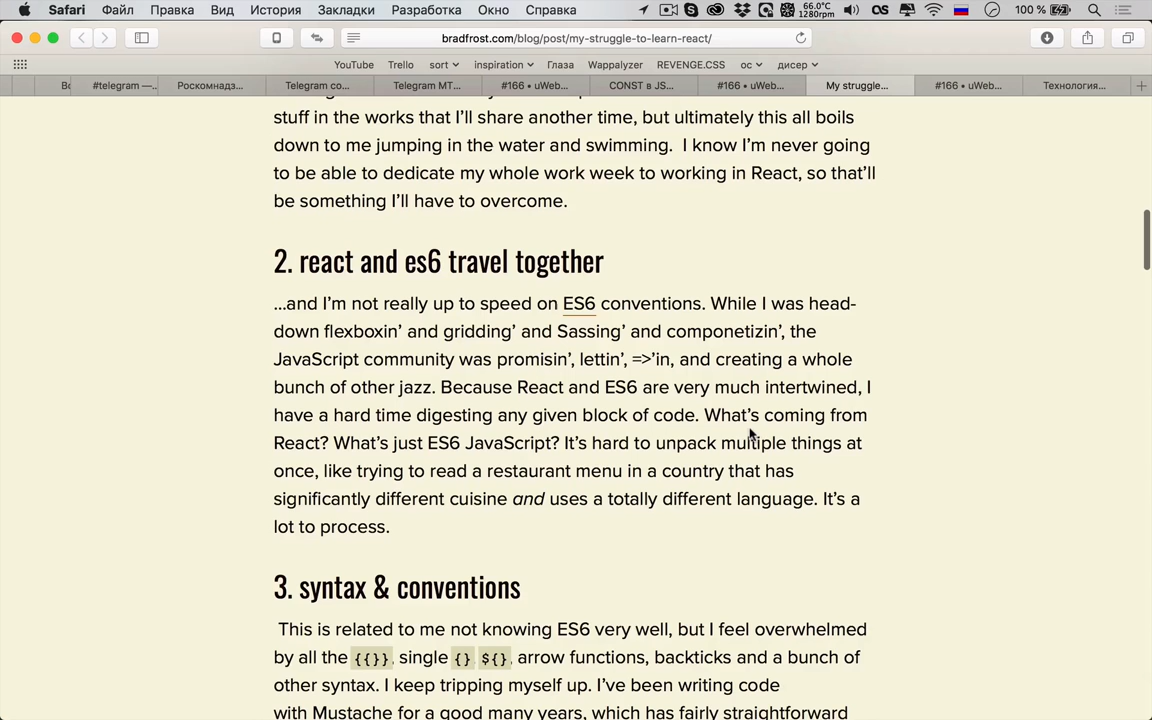 Safari Файл Правка Вид История Закладки Разработка Окно Справка 66.0°C 1280rpm 100 %
bradfrost.com/blog/post/my-struggle-to-learn-react/
YouTube Trello sort inspiration Глаза Wappalyzer REVENGE.CSS ос дисер
Вс #telegram —... Роскомнадз... Telegram co... Telegram MT... #166 • uWeb... CONST в JS... #166 • uWeb... My struggle... #166 • uWeb... Технология...
stuff in the works that I'll share another time, but ultimately this all boils
down to me jumping in the water and swimming.  I know I'm never going
to be able to dedicate my whole work week to working in React, so that'll
be something I'll have to overcome.
2. react and es6 travel together
...and I'm not really up to speed on ES6 conventions. While I was head-
down flexboxin' and gridding' and Sassing' and componetizin', the
JavaScript community was promisin', lettin', =>'in, and creating a whole
bunch of other jazz. Because React and ES6 are very much intertwined, I
have a hard time digesting any given block of code. What's coming from
React? What's just ES6 JavaScript? It's hard to unpack multiple things at
once, like trying to read a restaurant menu in a country that has
significantly different cuisine and uses a totally different language. It's a
lot to process.
3. syntax & conventions
This is related to me not knowing ES6 very well, but I feel overwhelmed
by all the {{}}, single {} ${}, arrow functions, backticks and a bunch of
other syntax. I keep tripping myself up. I've been writing code
with Mustache for a good many years, which has fairly straightforward